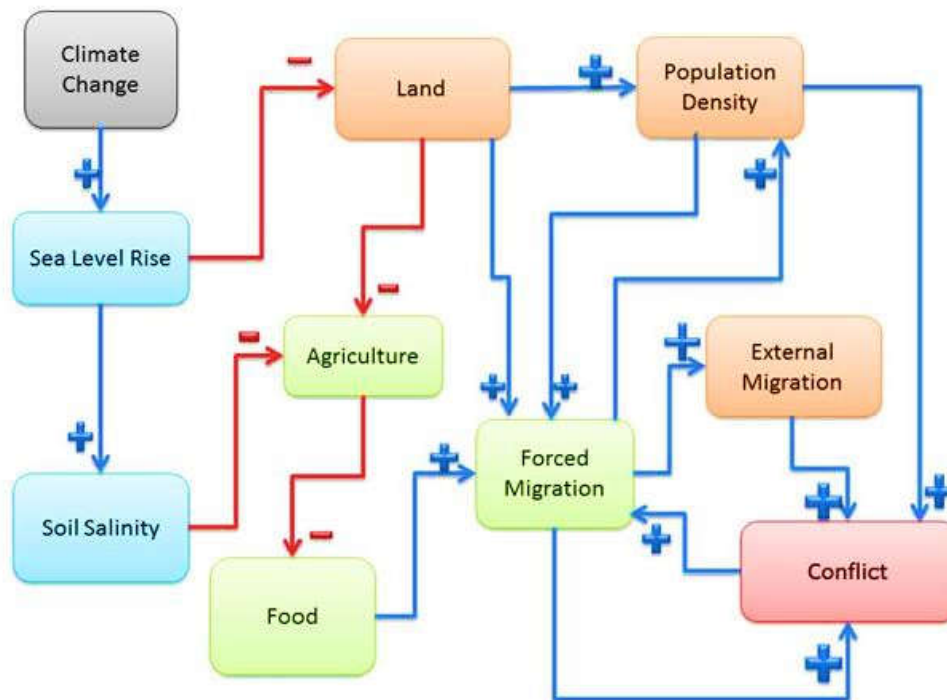 Climate
Change
Land
Population
Density
Sea Level Rise
Agriculture
External
Migration
Forced
Migration
Soil Salinity
Conflict
Food